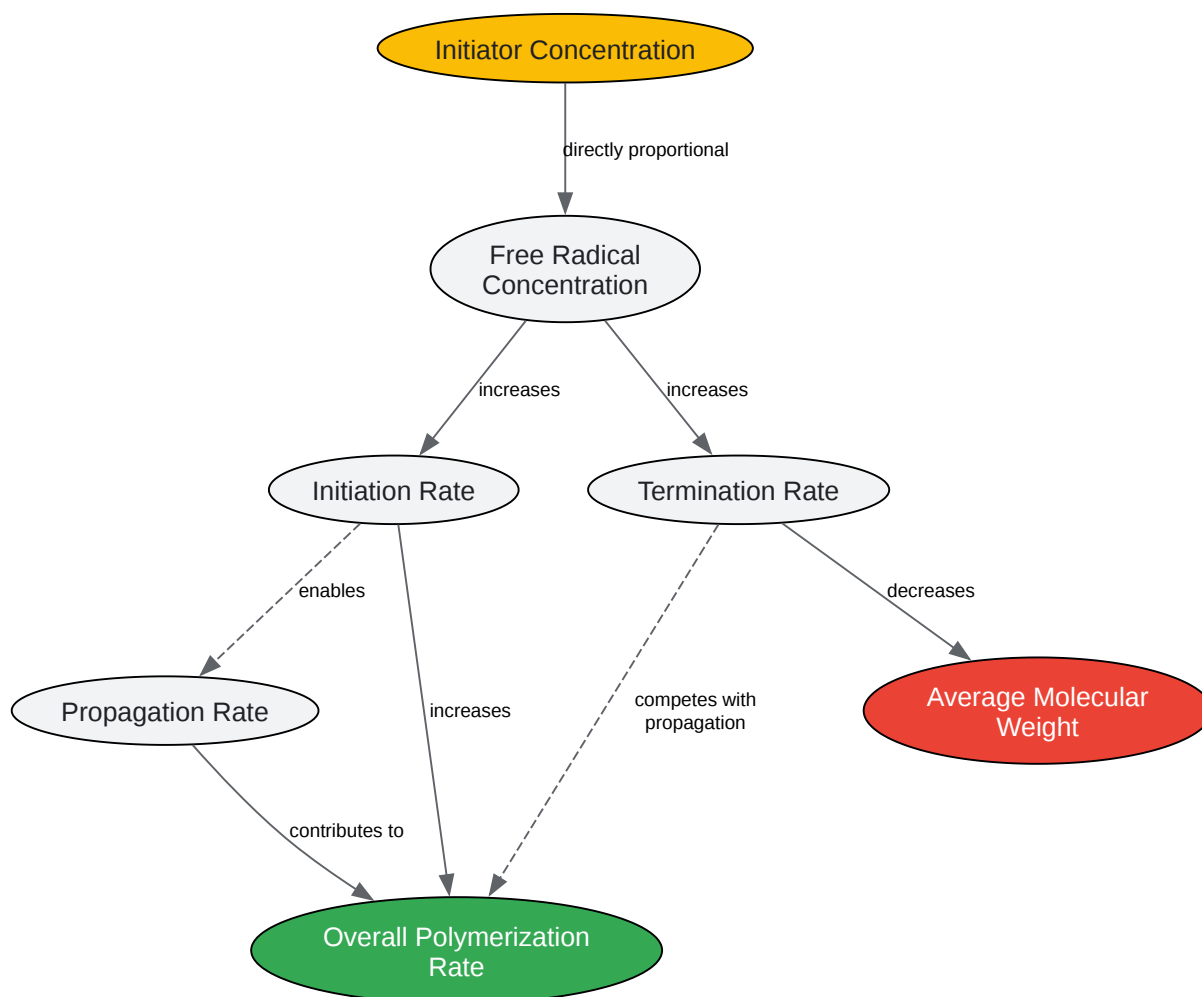 Initiator Concentration
directly proportional
Free Radical
Concentration
increases
increases
Initiation Rate
Termination Rate
enables
decreases
Propagation Rate
increases
competes with
propagation
Average Molecular
Weight
contributes to
Overall Polymerization
Rate